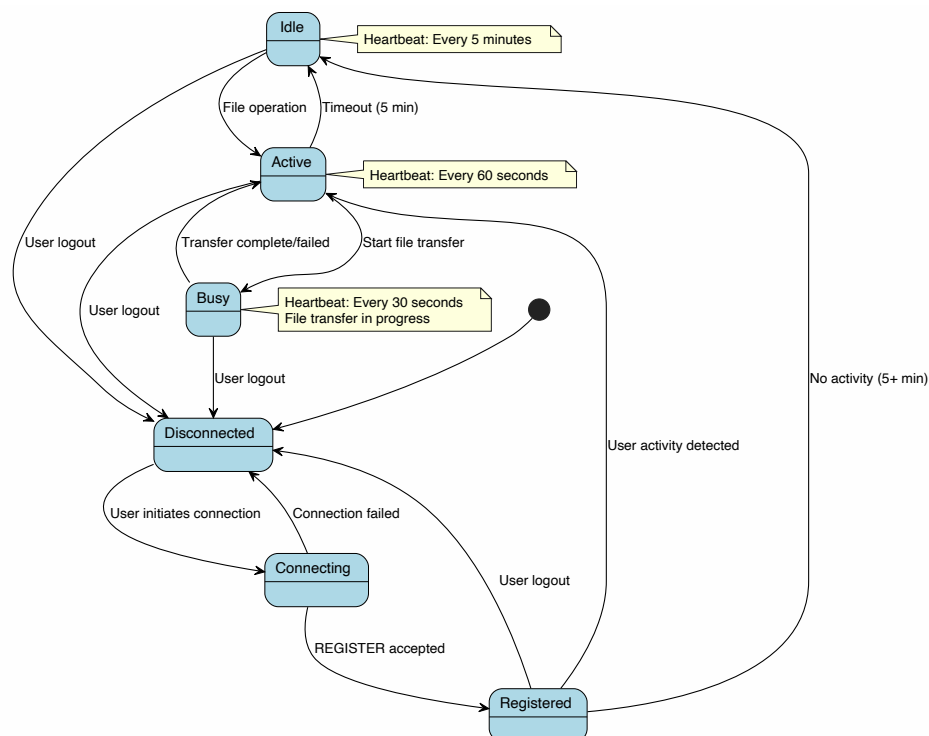 Idle
Heartbeat: Every 5 minutes
File operation
Timeout (5 min)
Active
Heartbeat: Every 60 seconds
User logout
Transfer complete/failed
Start file transfer
Busy
Heartbeat: Every 30 seconds
File transfer in progress
User logout
User logout
No activity (5+ min)
Disconnected
User activity detected
User initiates connection
Connection failed
Connecting
User logout
REGISTER accepted
Registered